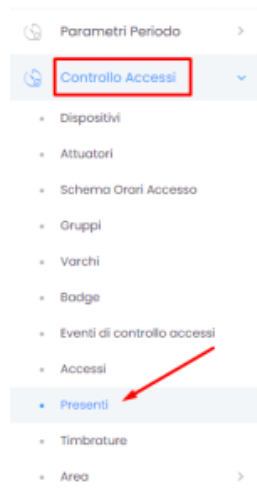 Parametri Periodo
Controllo Accessi
Dispositivi
Attuatori
Schema Orari Accesso
Gruppi
Varchi
Badge
Eventi di controllo accessi
Accessi
Presenti
Timbrature
Area